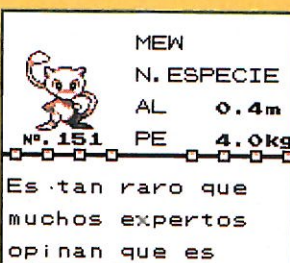 MEW
N.ESPECIE
AL 0.4m
Nº.151 PE 4.0kg
Es tan raro que
muchos expertos
opinan que es